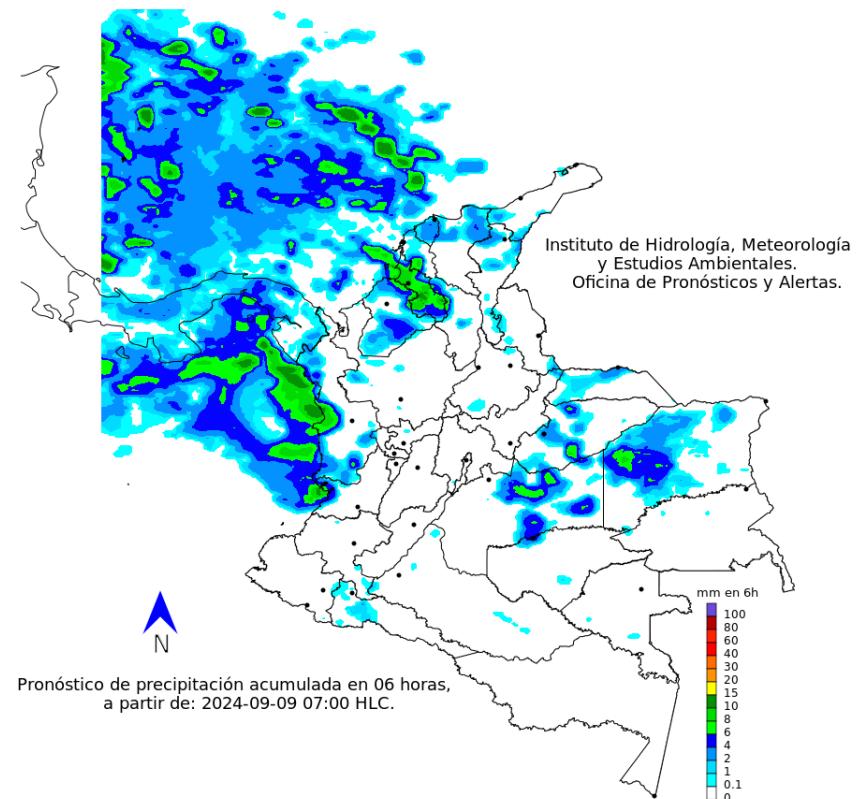 Instituto de Hidrología, Meteorología
y Estudios Ambientales.
Oficina de Pronósticos y Alertas.
mm en 6h
100
80
60
40
30
20
15
10
8
6
4
2
1
0.1
0
N
Pronóstico de precipitación acumulada en 06 horas,
a partir de: 2024-09-09 07:00 HLC.